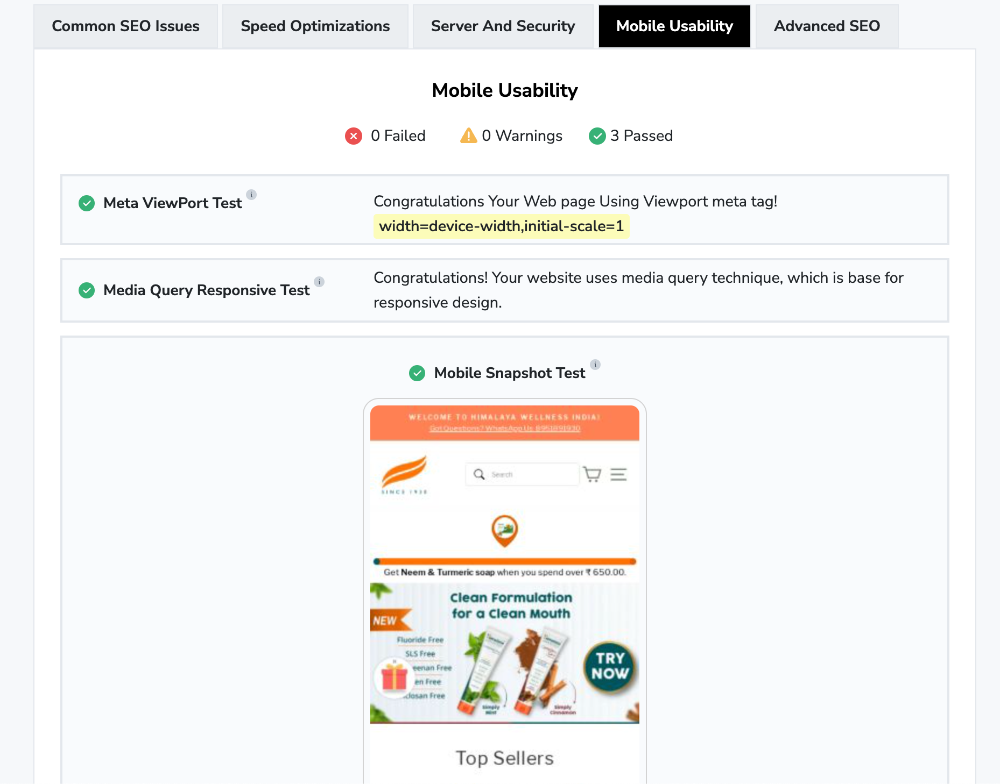 Common SEO Issues
Speed Optimizations
Server And Security
Mobile Usability
Advanced SEO
Mobile Usability
0 Failed
0 Warnings
3 Passed
Meta ViewPort Test
Congratulations Your Web page Using Viewport meta tag!
width=device-width,initial-scale=1
Media Query Responsive Test
Congratulations! Your website uses media query technique, which is base for
responsive design.
Mobile Snapshot Test
WELCOME TO HIMALAYA WELLNESS INDIA!
Got Questions? WhatsApp Us: 8951891930
SINCE 1930
Search
Get Neem & Turmeric soap when you spend over ₹ 650.00.
Clean Formulation
for a Clean Mouth
NEW
Fluoride Free
SLS Free
eenan Free
en Free
closan Free
TRY
NOW
Simply
Mint
Simply
Cinnamon
Top Sellers